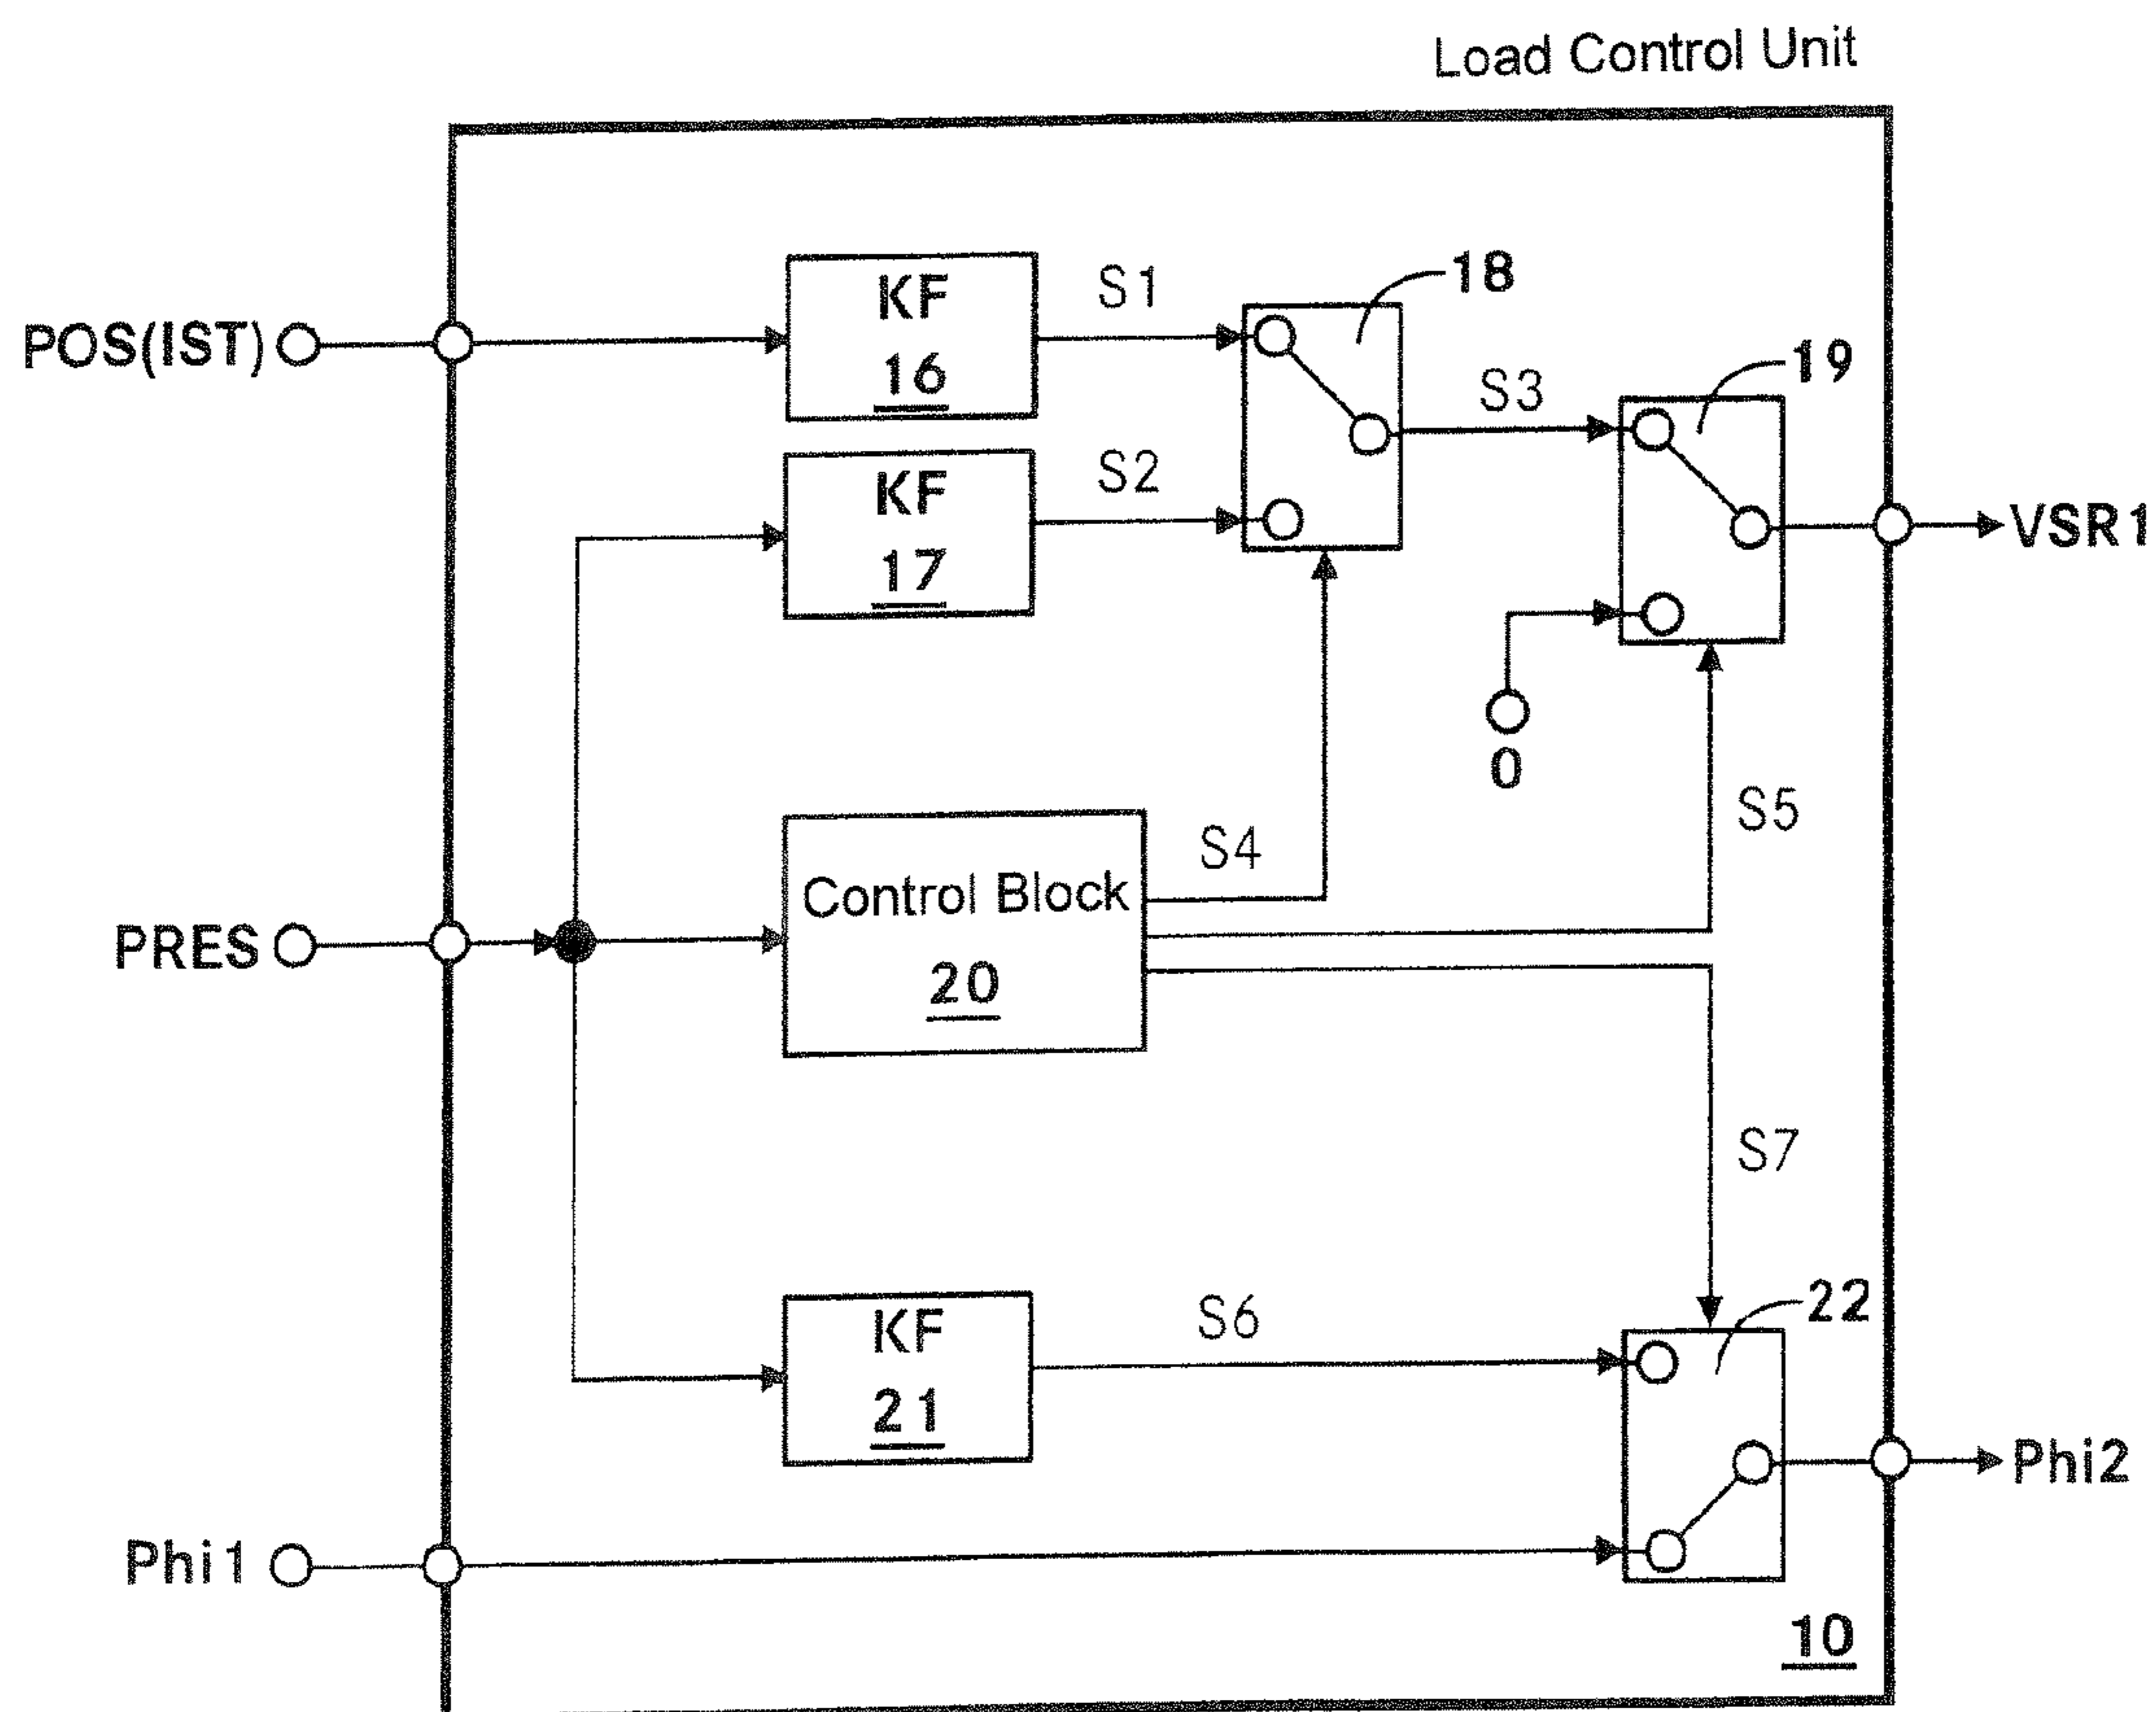 Load Control Unit
POS(IST)
KF
16
S1
18
KF
17
S2
S3
19
VSR1
0
S5
PRES
Control Block
20
S4
S7
KF
21
S6
22
Phi2
Phi1
10